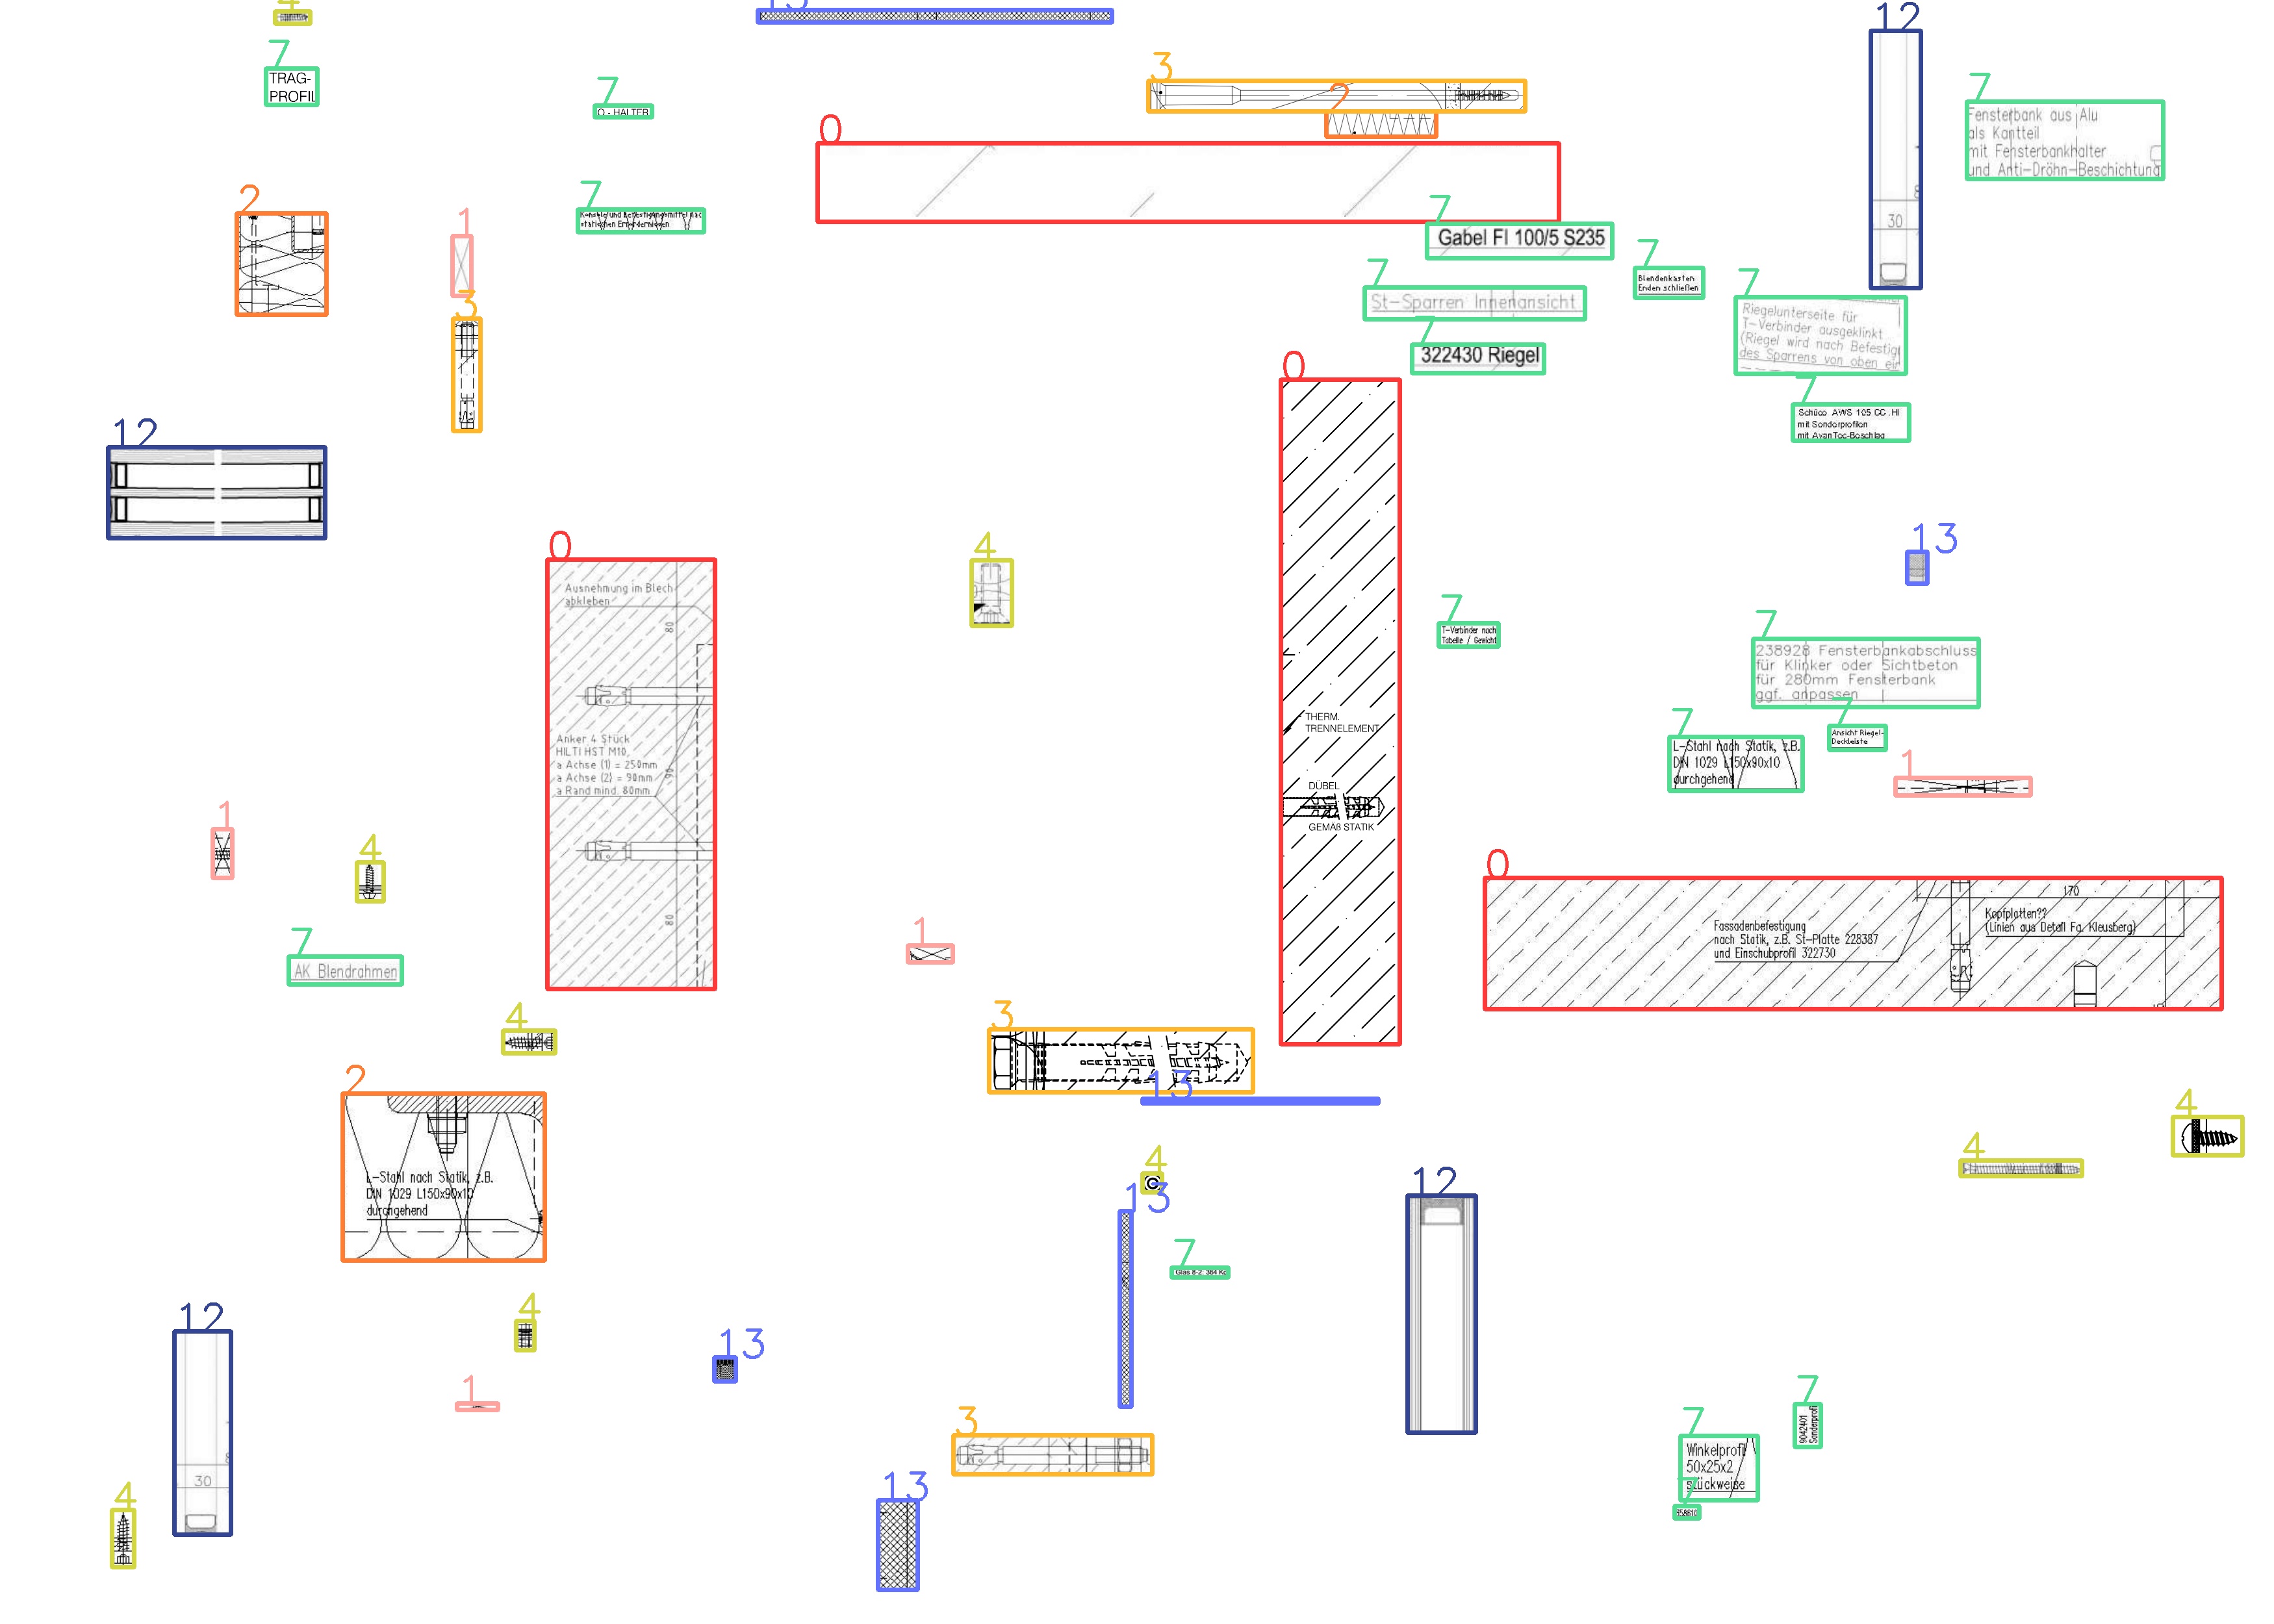 4
13
12
7
TRAG-
PROFIL
7
Q - HALTER
3
2
0
7
Fensterbank aus Alu
als Kantteil
mit Fensterbankhalter
und Anti-Dröhn-Beschichtung
30
2
1
7
7
Gabel Fl 100/5 S235
7
Blendenkasten
Enden schließen
7
St-Sparren Innenansicht
7
Riegelunterseite für
T-Verbinder ausgeklinkt
(Riegel wird nach Befestig
des Sparrens von oben
3
7
322430 Riegel
0
7
Schüco AWS 105 CC .HI
mit Sonderprofilen
mit AvanTec-Beschlag
12
0
Ausnehmung im Blech
abkleben
80
4
13
7
T-Verbinder nach
Tabelle / Gewicht
7
238928 Fensterbankabschluss
für Klinker oder Sichtbeton
für 280mm Fensterbank
ggf. anpassen
THERM.
TRENNELEMENT
7
L-Stahl nach Statik, z.B.
DIN 1029 L150x90x10
durchgehend
7
Ansicht Riegel-
Deckleiste
1
Anker 4 Stück
HILTI HST M10,
a Achse (1) = 250mm
a Achse (2) = 90mm
a Rand mind. 80mm
90
DÜBEL
GEMÄß STATIK
1
4
80
0
170
Kopfplatten??
(Linien aus Detail Fa. Kleusberg)
Fassadenbefestigung
nach Statik, z.B. St-Platte 228387
und Einschubprofil 322730
7
AK Blendrahmen
1
4
3
13
2
L-Stahl nach Statik, z.B.
DIN 1029 L150x90x10
durchgehend
4
4
4
13
12
7
Glas 8-2: 364 Kg
12
30
4
13
1
3
7
9042401
Sonderprofil
7
Winkelprofil
50x25x2
stückweise
7
4
13